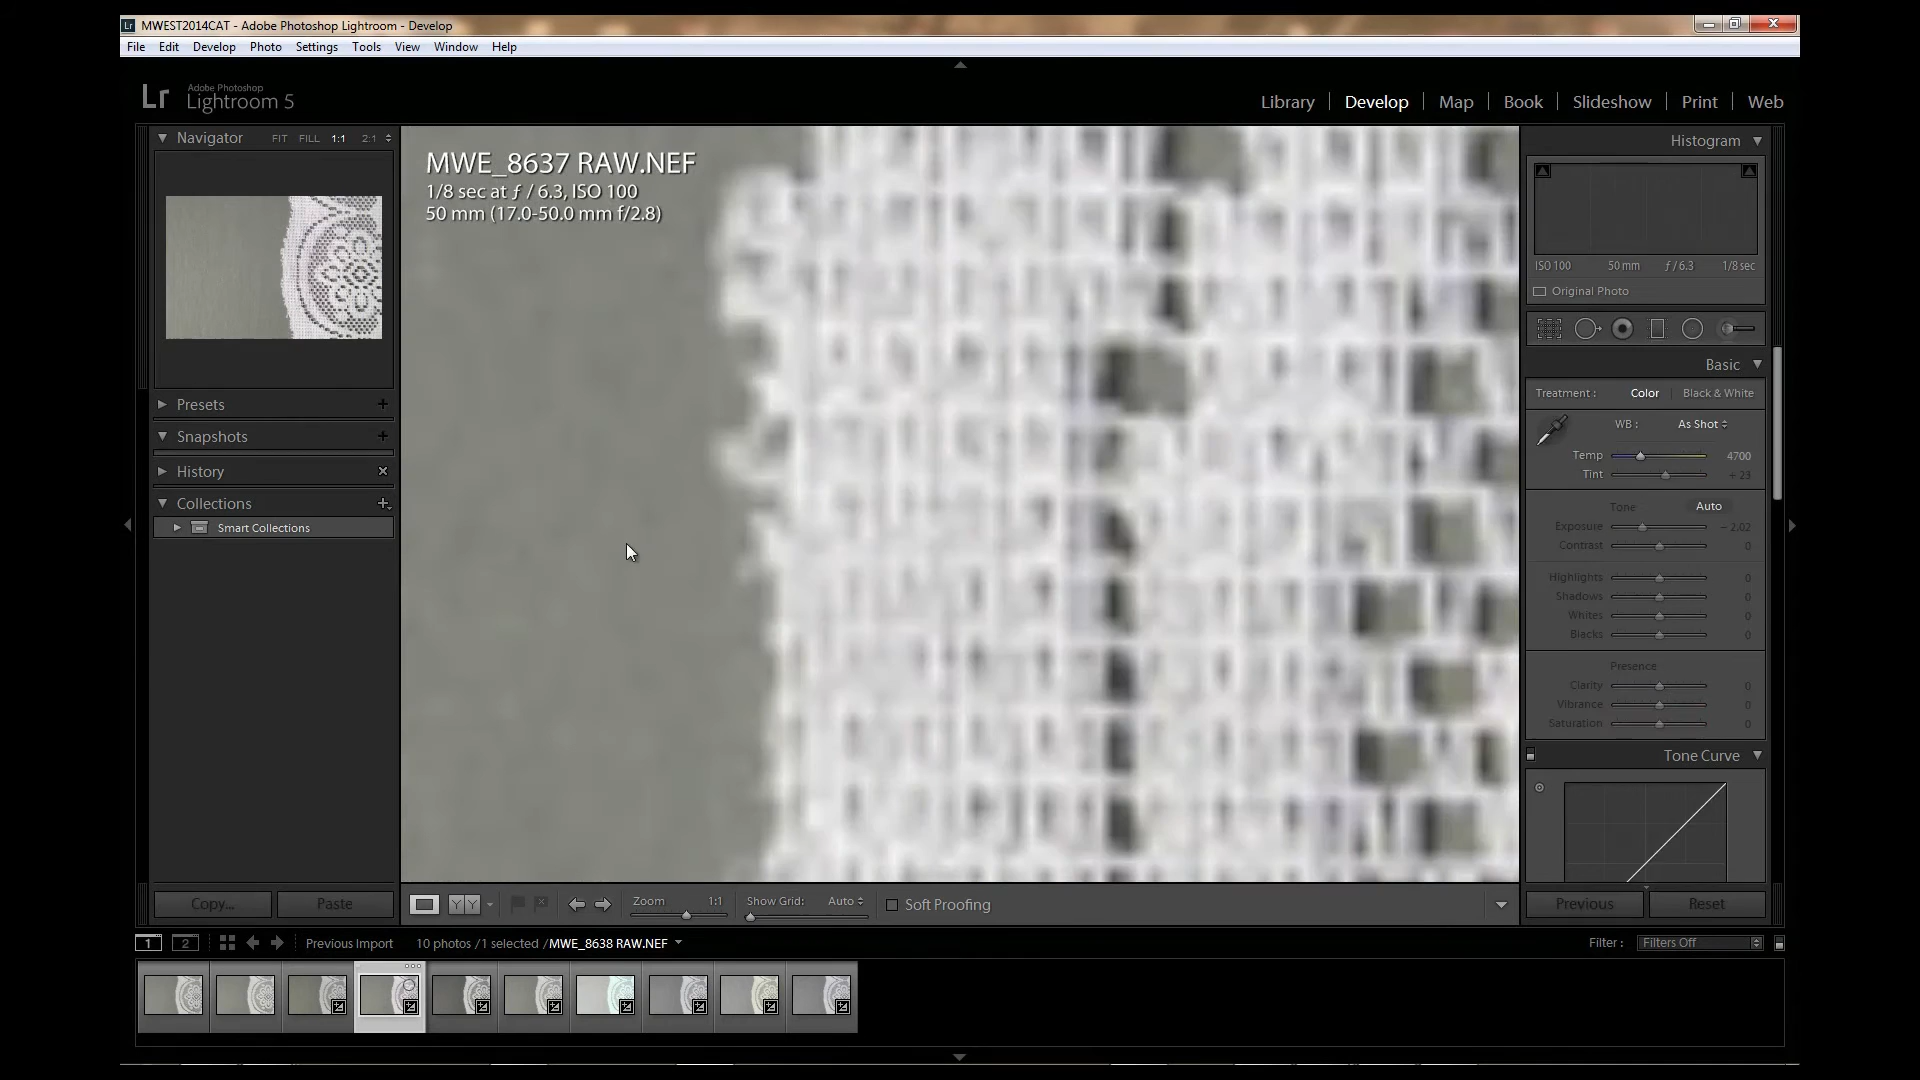 MWEST2014CAT - Adobe Photoshop Lightroom - Develop
File Edit Develop Photo Settings Tools View Window Help
Lr Adobe Photoshop
Lightroom 5
Library Develop Map Book Slideshow Print Web
Navigator FIT FILL 1:1 2:1
MWE_8637 RAW.NEF
1/8 sec at ƒ / 6.3, ISO 100
50 mm (17.0-50.0 mm f/2.8)
Presets
Snapshots
History
Collections
Smart Collections
Copy... Paste
Histogram
ISO 100 50 mm ƒ / 6.3 1/8 sec
Original Photo
Basic
Treatment : Color Black & White
WB : As Shot
Temp 4700
Tint + 23
Tone Auto
Exposure − 2.02
Contrast 0
Highlights 0
Shadows 0
Whites 0
Blacks 0
Presence
Clarity 0
Vibrance 0
Saturation 0
Tone Curve
Previous Reset
YY Zoom 1:1 Show Grid: Auto Soft Proofing
1 2 Previous Import 10 photos /1 selected /MWE_8638 RAW.NEF Filter : Filters Off